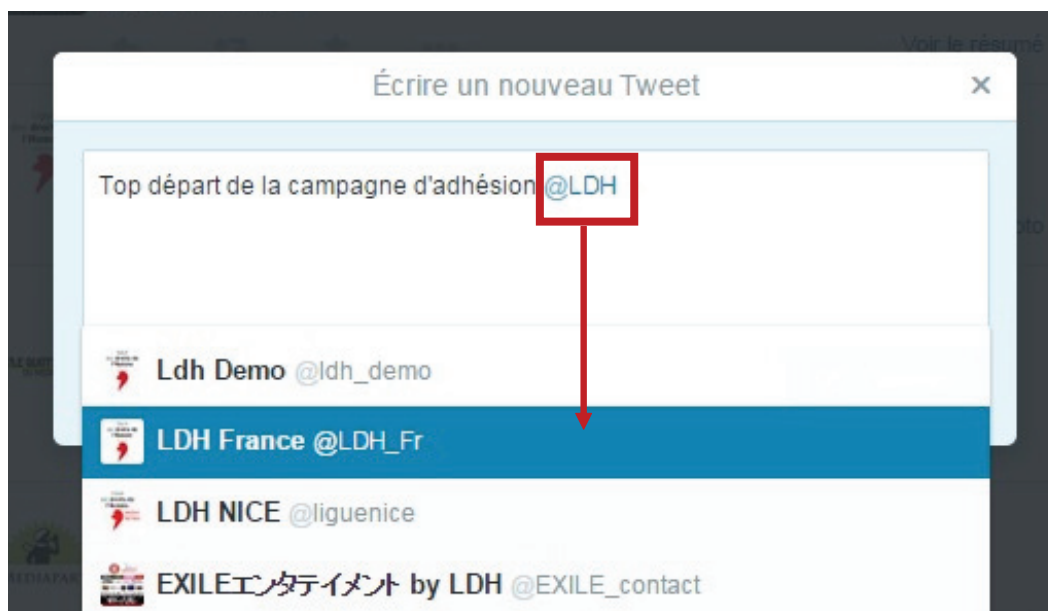 Voir le résumé
Écrire un nouveau Tweet ×
Top départ de la campagne d'adhésion @LDH
Ldh Demo @ldh_demo
LDH France @LDH_Fr
LDH NICE @liguenice
EXILEエンタテイメント by LDH @EXILE_contact